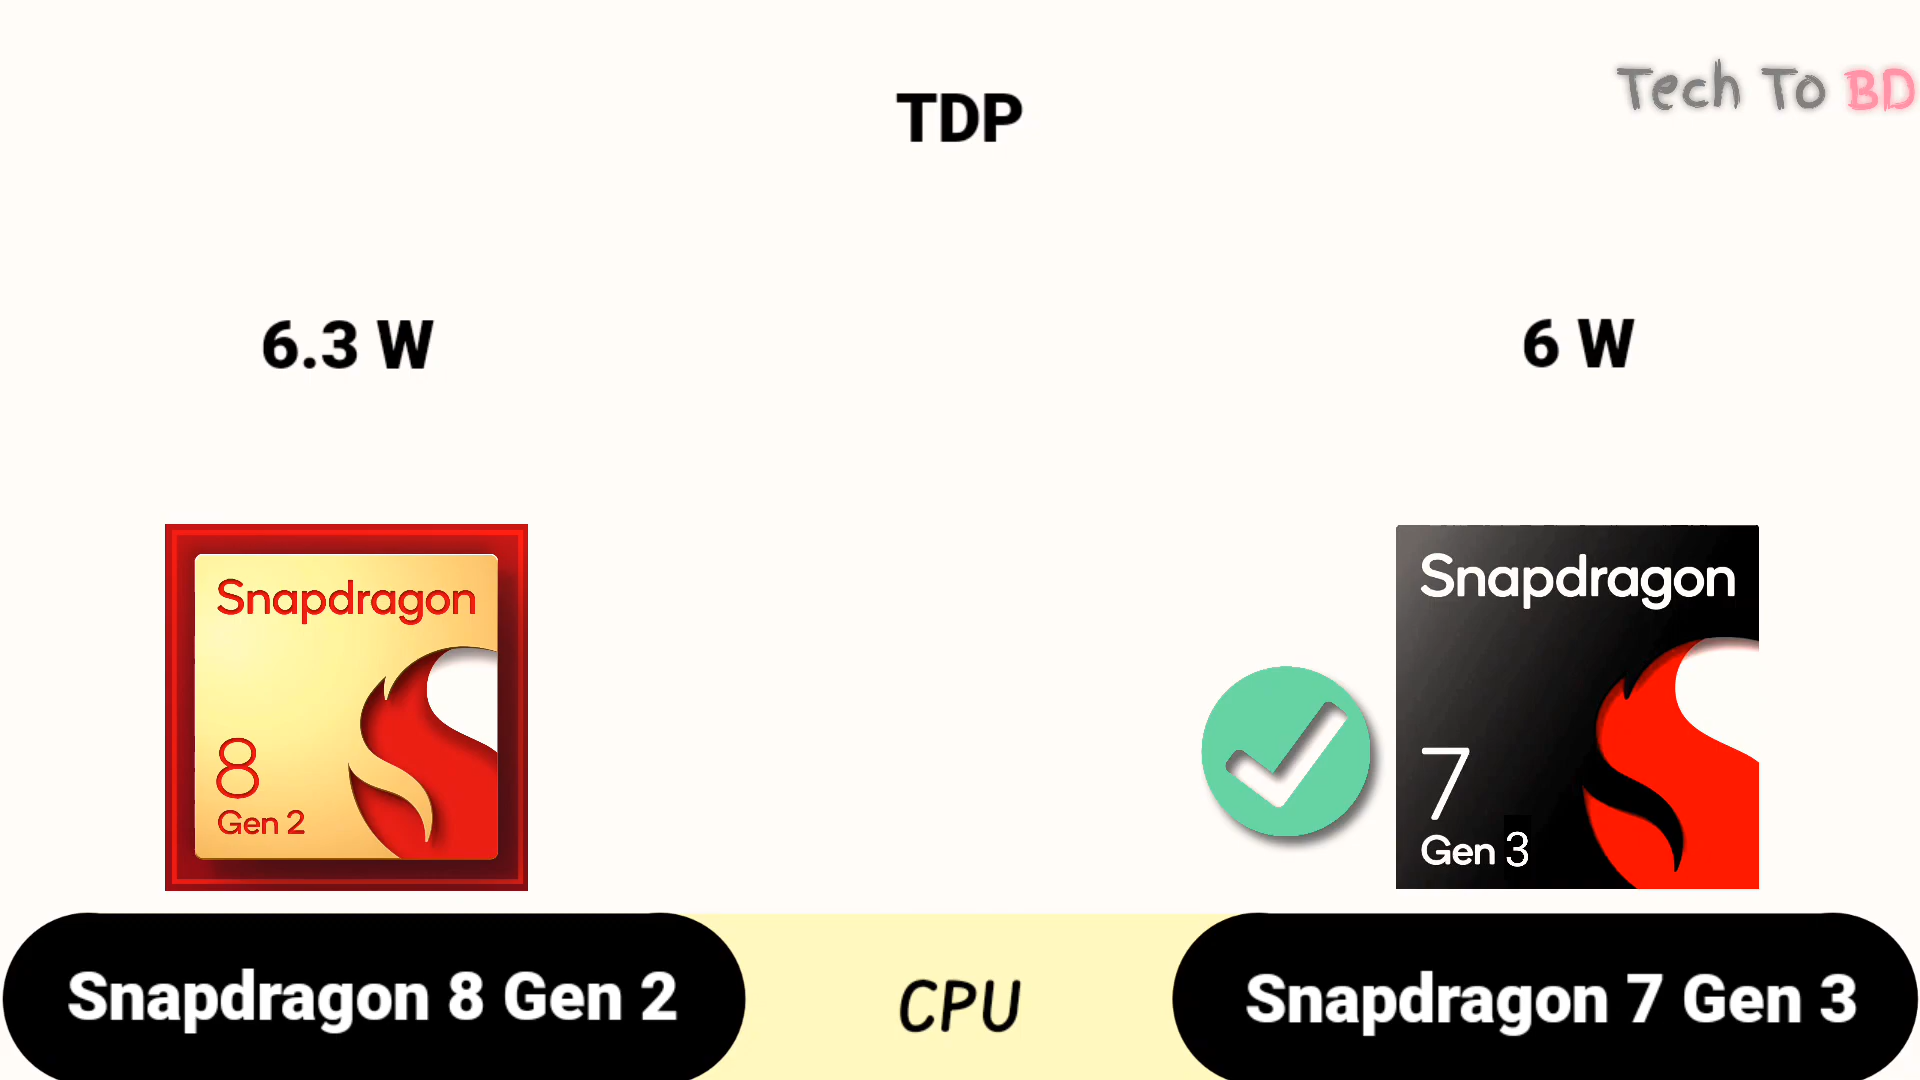 Tech To BD
TDP
6.3 W
6 W
Snapdragon
8
Gen 2
Snapdragon
7
Gen 3
Snapdragon 8 Gen 2
CPU
Snapdragon 7 Gen 3